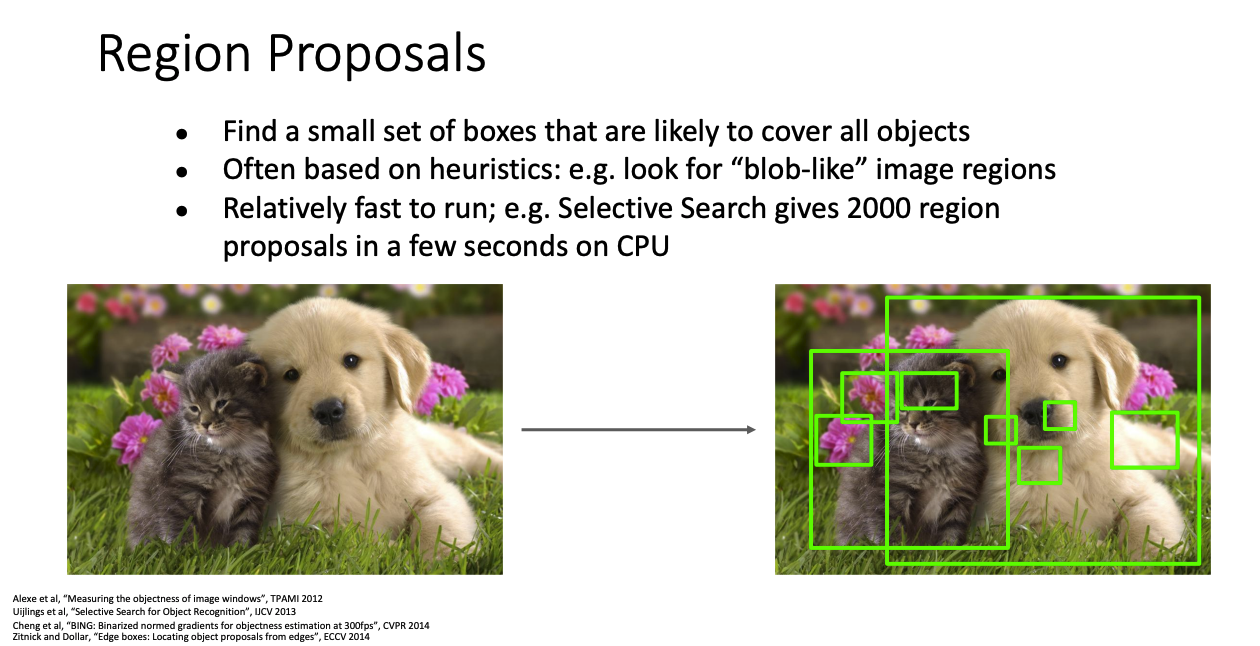 Region Proposals
● Find a small set of boxes that are likely to cover all objects
● Often based on heuristics: e.g. look for “blob-like” image regions
● Relatively fast to run; e.g. Selective Search gives 2000 region
proposals in a few seconds on CPU
Alexe et al, “Measuring the objectness of image windows”, TPAMI 2012
Uijlings et al, “Selective Search for Object Recognition”, IJCV 2013
Cheng et al, “BING: Binarized normed gradients for objectness estimation at 300fps”, CVPR 2014
Zitnick and Dollar, “Edge boxes: Locating object proposals from edges”, ECCV 2014